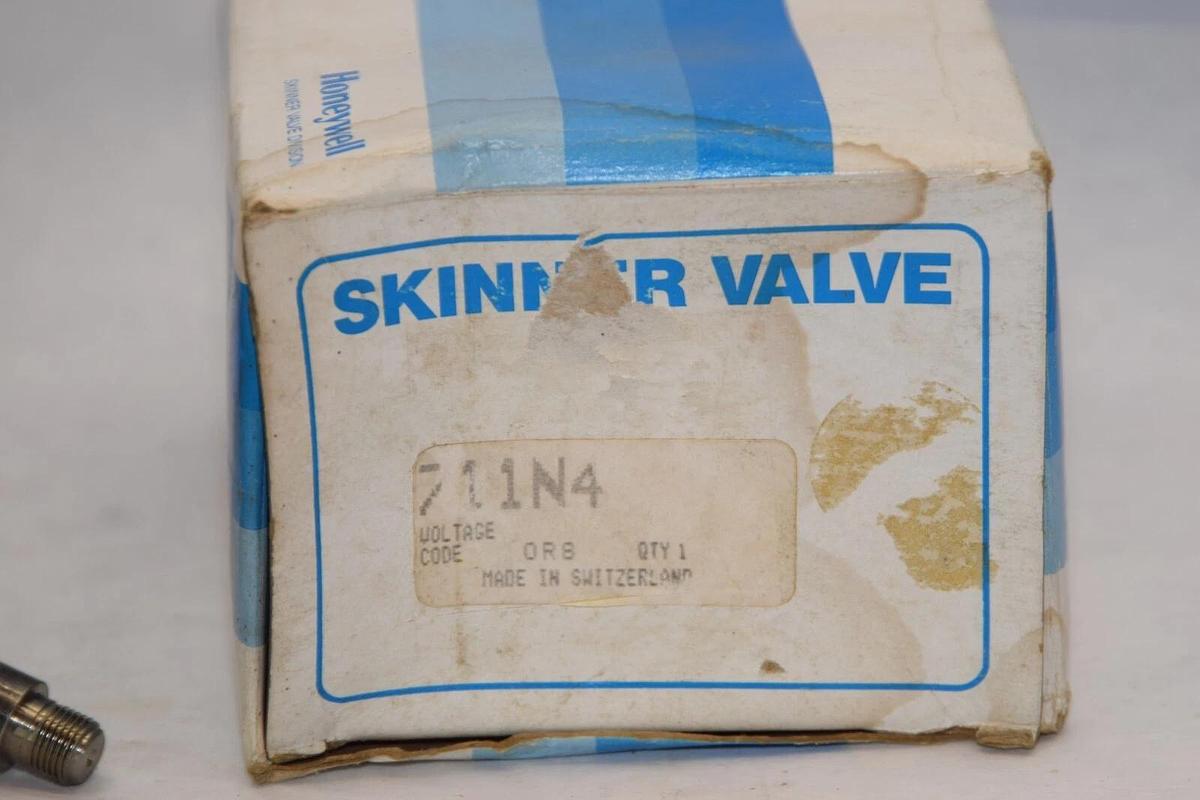 Honeywell
SKINNER VALVE DIVISION
SKINNER VALVE
711N4
VOLTAGE
CODE 0R8 QTY 1
MADE IN SWITZERLAND